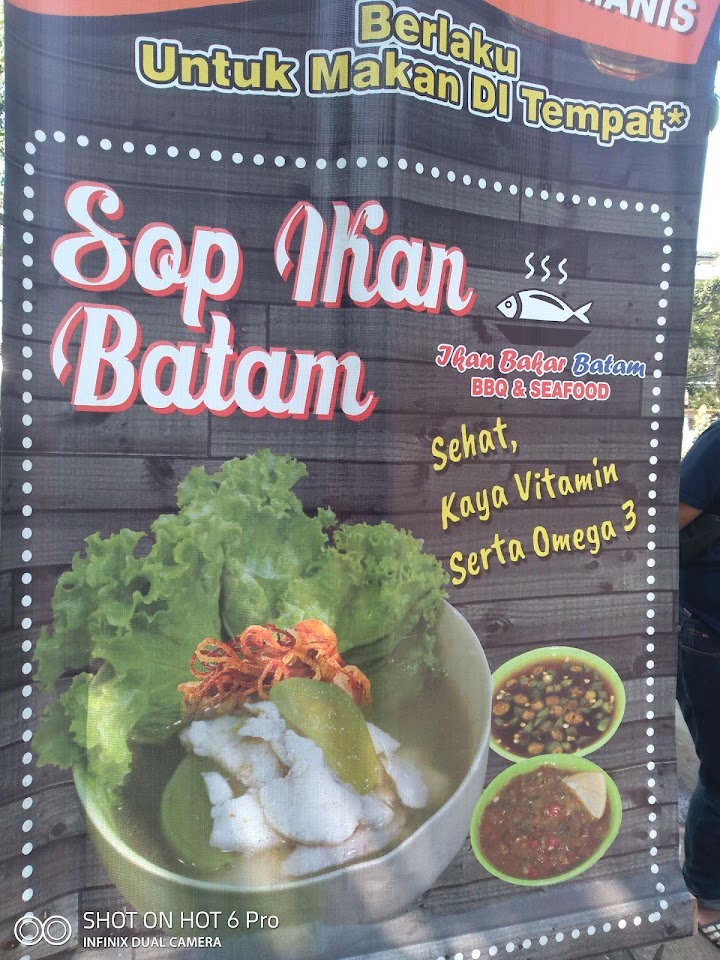 Berlaku
Untuk Makan DI Tempat*
Sop Ikan
Batam
Ikan Bakar Batam
BBQ & SEAFOOD
Sehat,
Kaya Vitamin
Serta Omega 3
SHOT ON HOT 6 Pro
INFINIX DUAL CAMERA